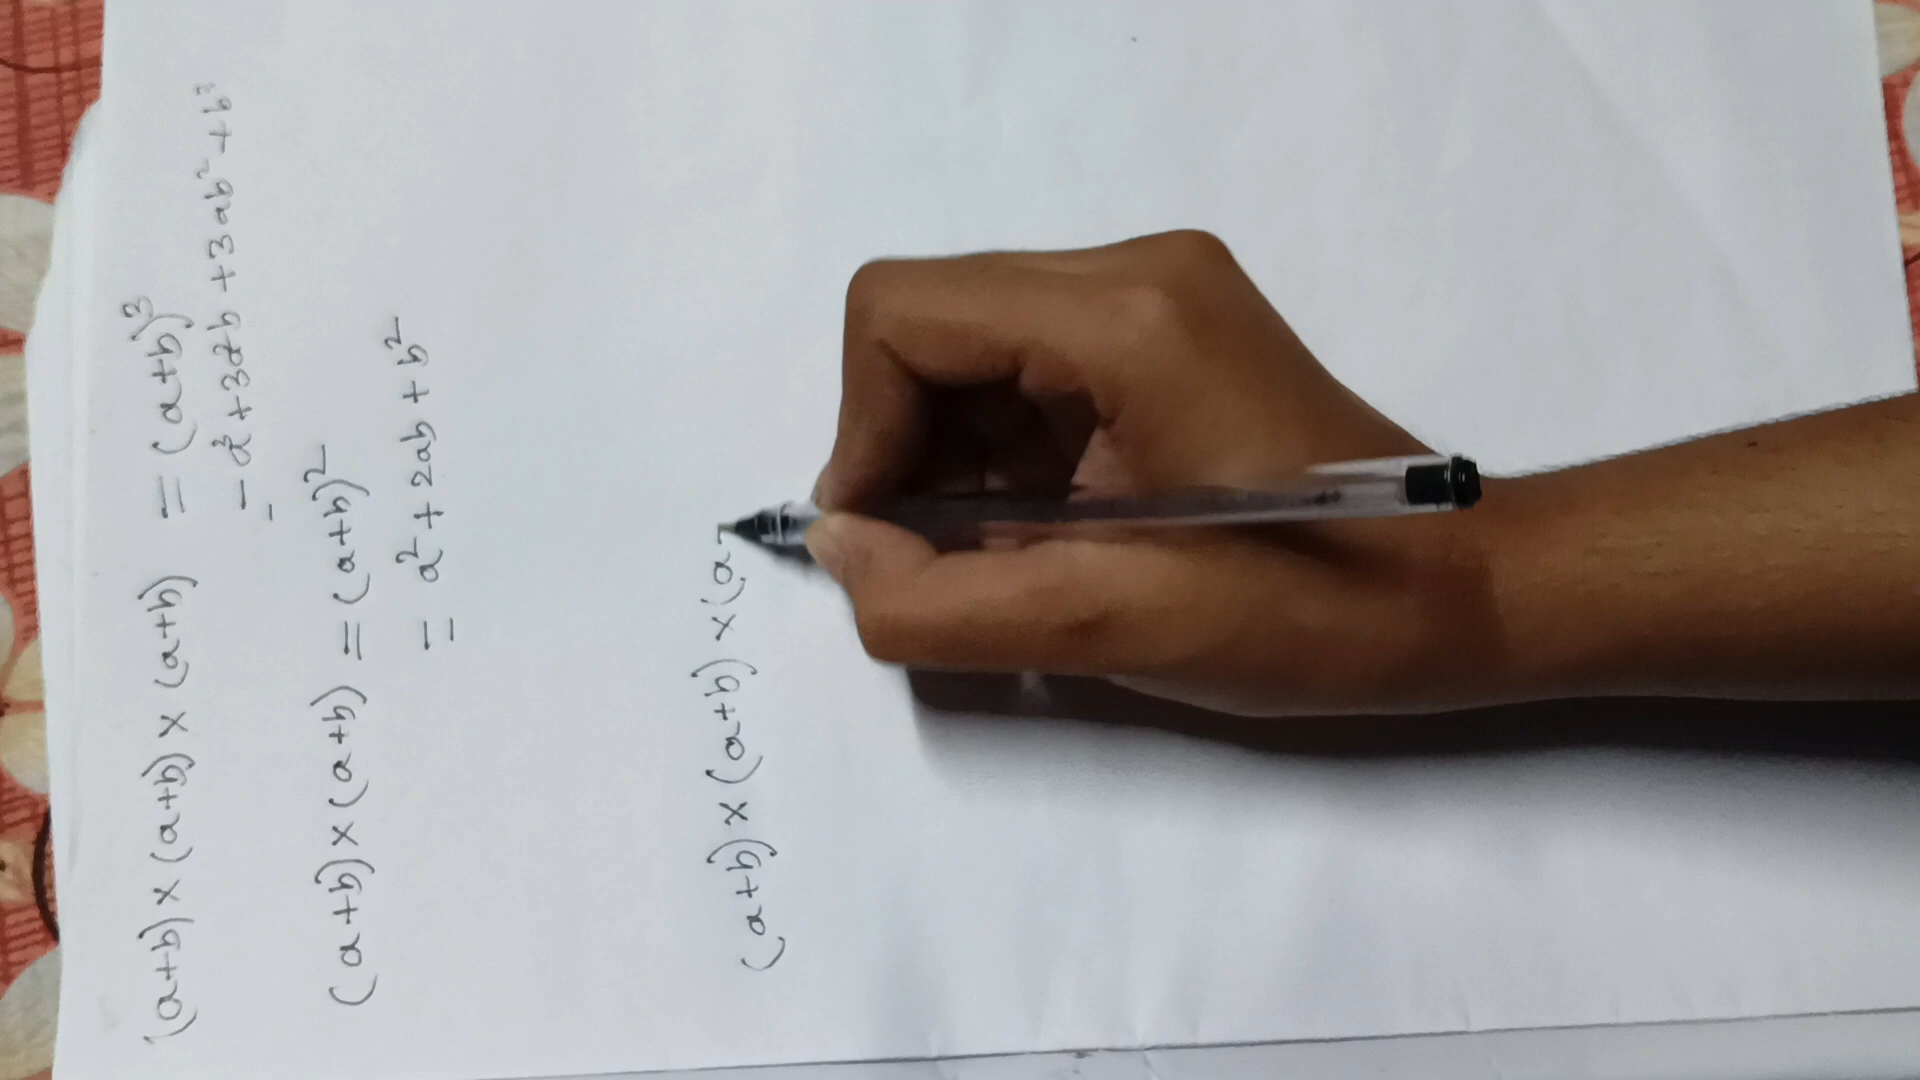 (a+b)×(a+b)×(a+b) = (a+b)³
= a³+3a²b+3ab²+b³
(a+b)×(a+b) = (a+b)²
= a²+2ab+b²
(a+b)×(a+b)×(a